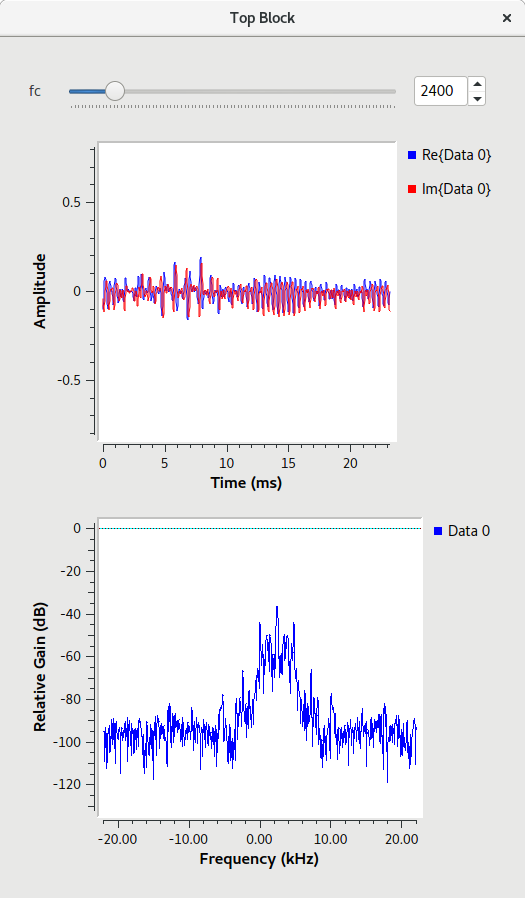 Top Block ×
fc 2400
Re{Data 0}
Im{Data 0}
0.5
0
-0.5
Amplitude
0 5 10 15 20
Time (ms)
Data 0
0
-20
-40
-60
-80
-100
-120
Relative Gain (dB)
-20.00 -10.00 0.00 10.00 20.00
Frequency (kHz)